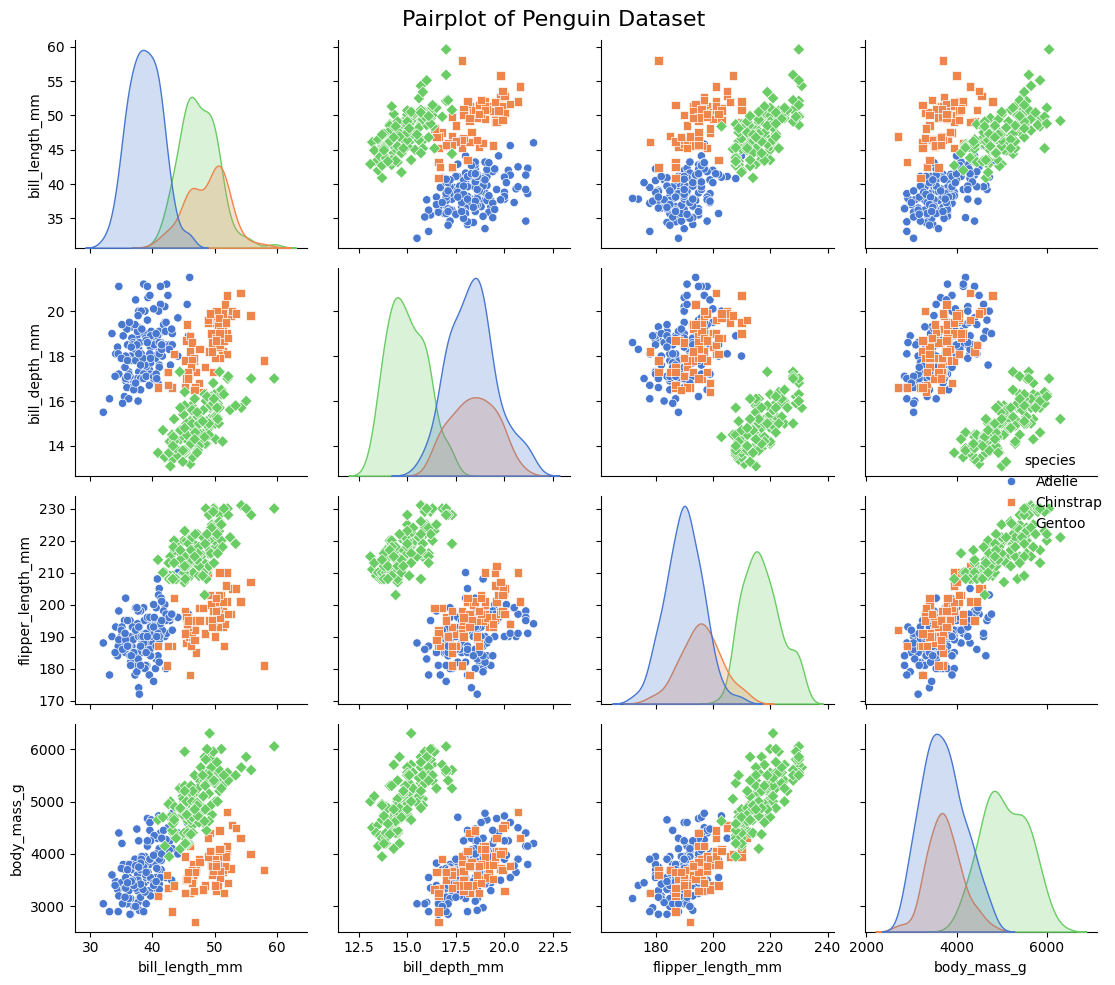 Pairplot of Penguin Dataset
60
55
50
45
40
35
bill_length_mm
20
18
16
14
bill_depth_mm
species
Adelie
Chinstrap
Gentoo
230
220
210
200
190
180
170
flipper_length_mm
6000
5000
4000
3000
body_mass_g
30 40 50 60
12.5 15.0 17.5 20.0 22.5
180 200 220 240
2000 4000 6000
bill_length_mm
bill_depth_mm
flipper_length_mm
body_mass_g